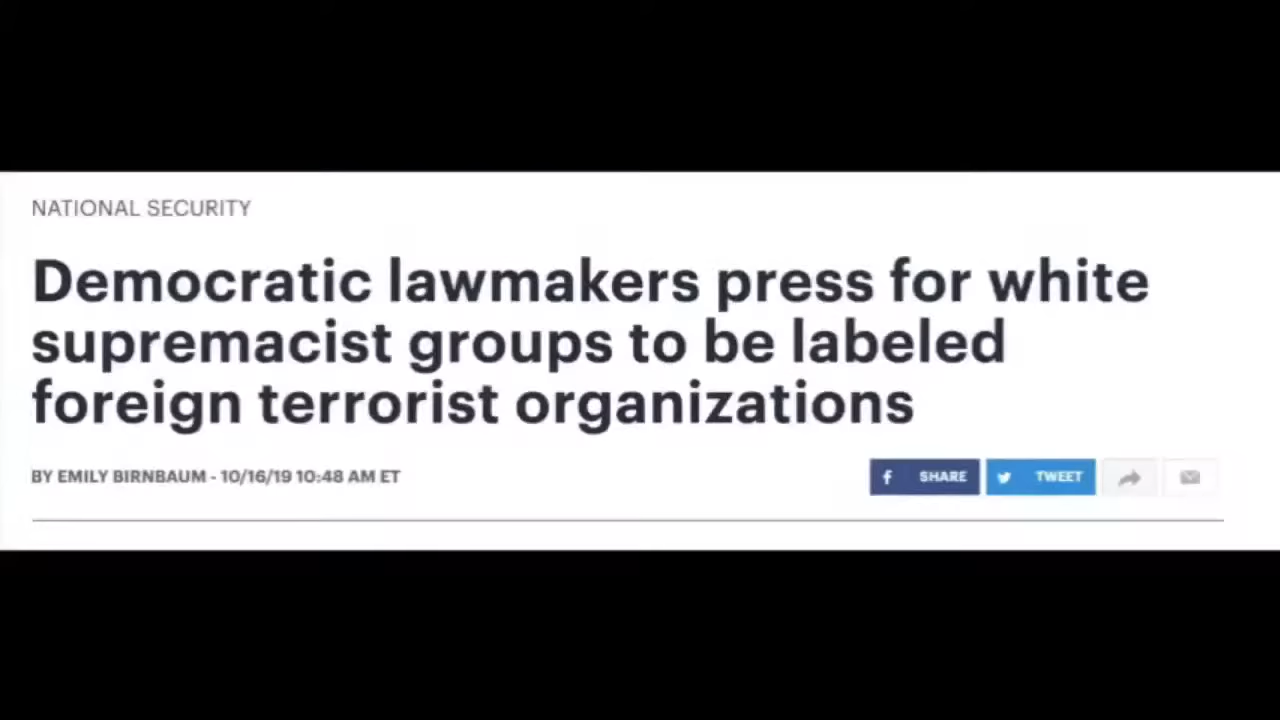 NATIONAL SECURITY
Democratic lawmakers press for white
supremacist groups to be labeled
foreign terrorist organizations
BY EMILY BIRNBAUM - 10/16/19 10:48 AM ET
f SHARE TWEET